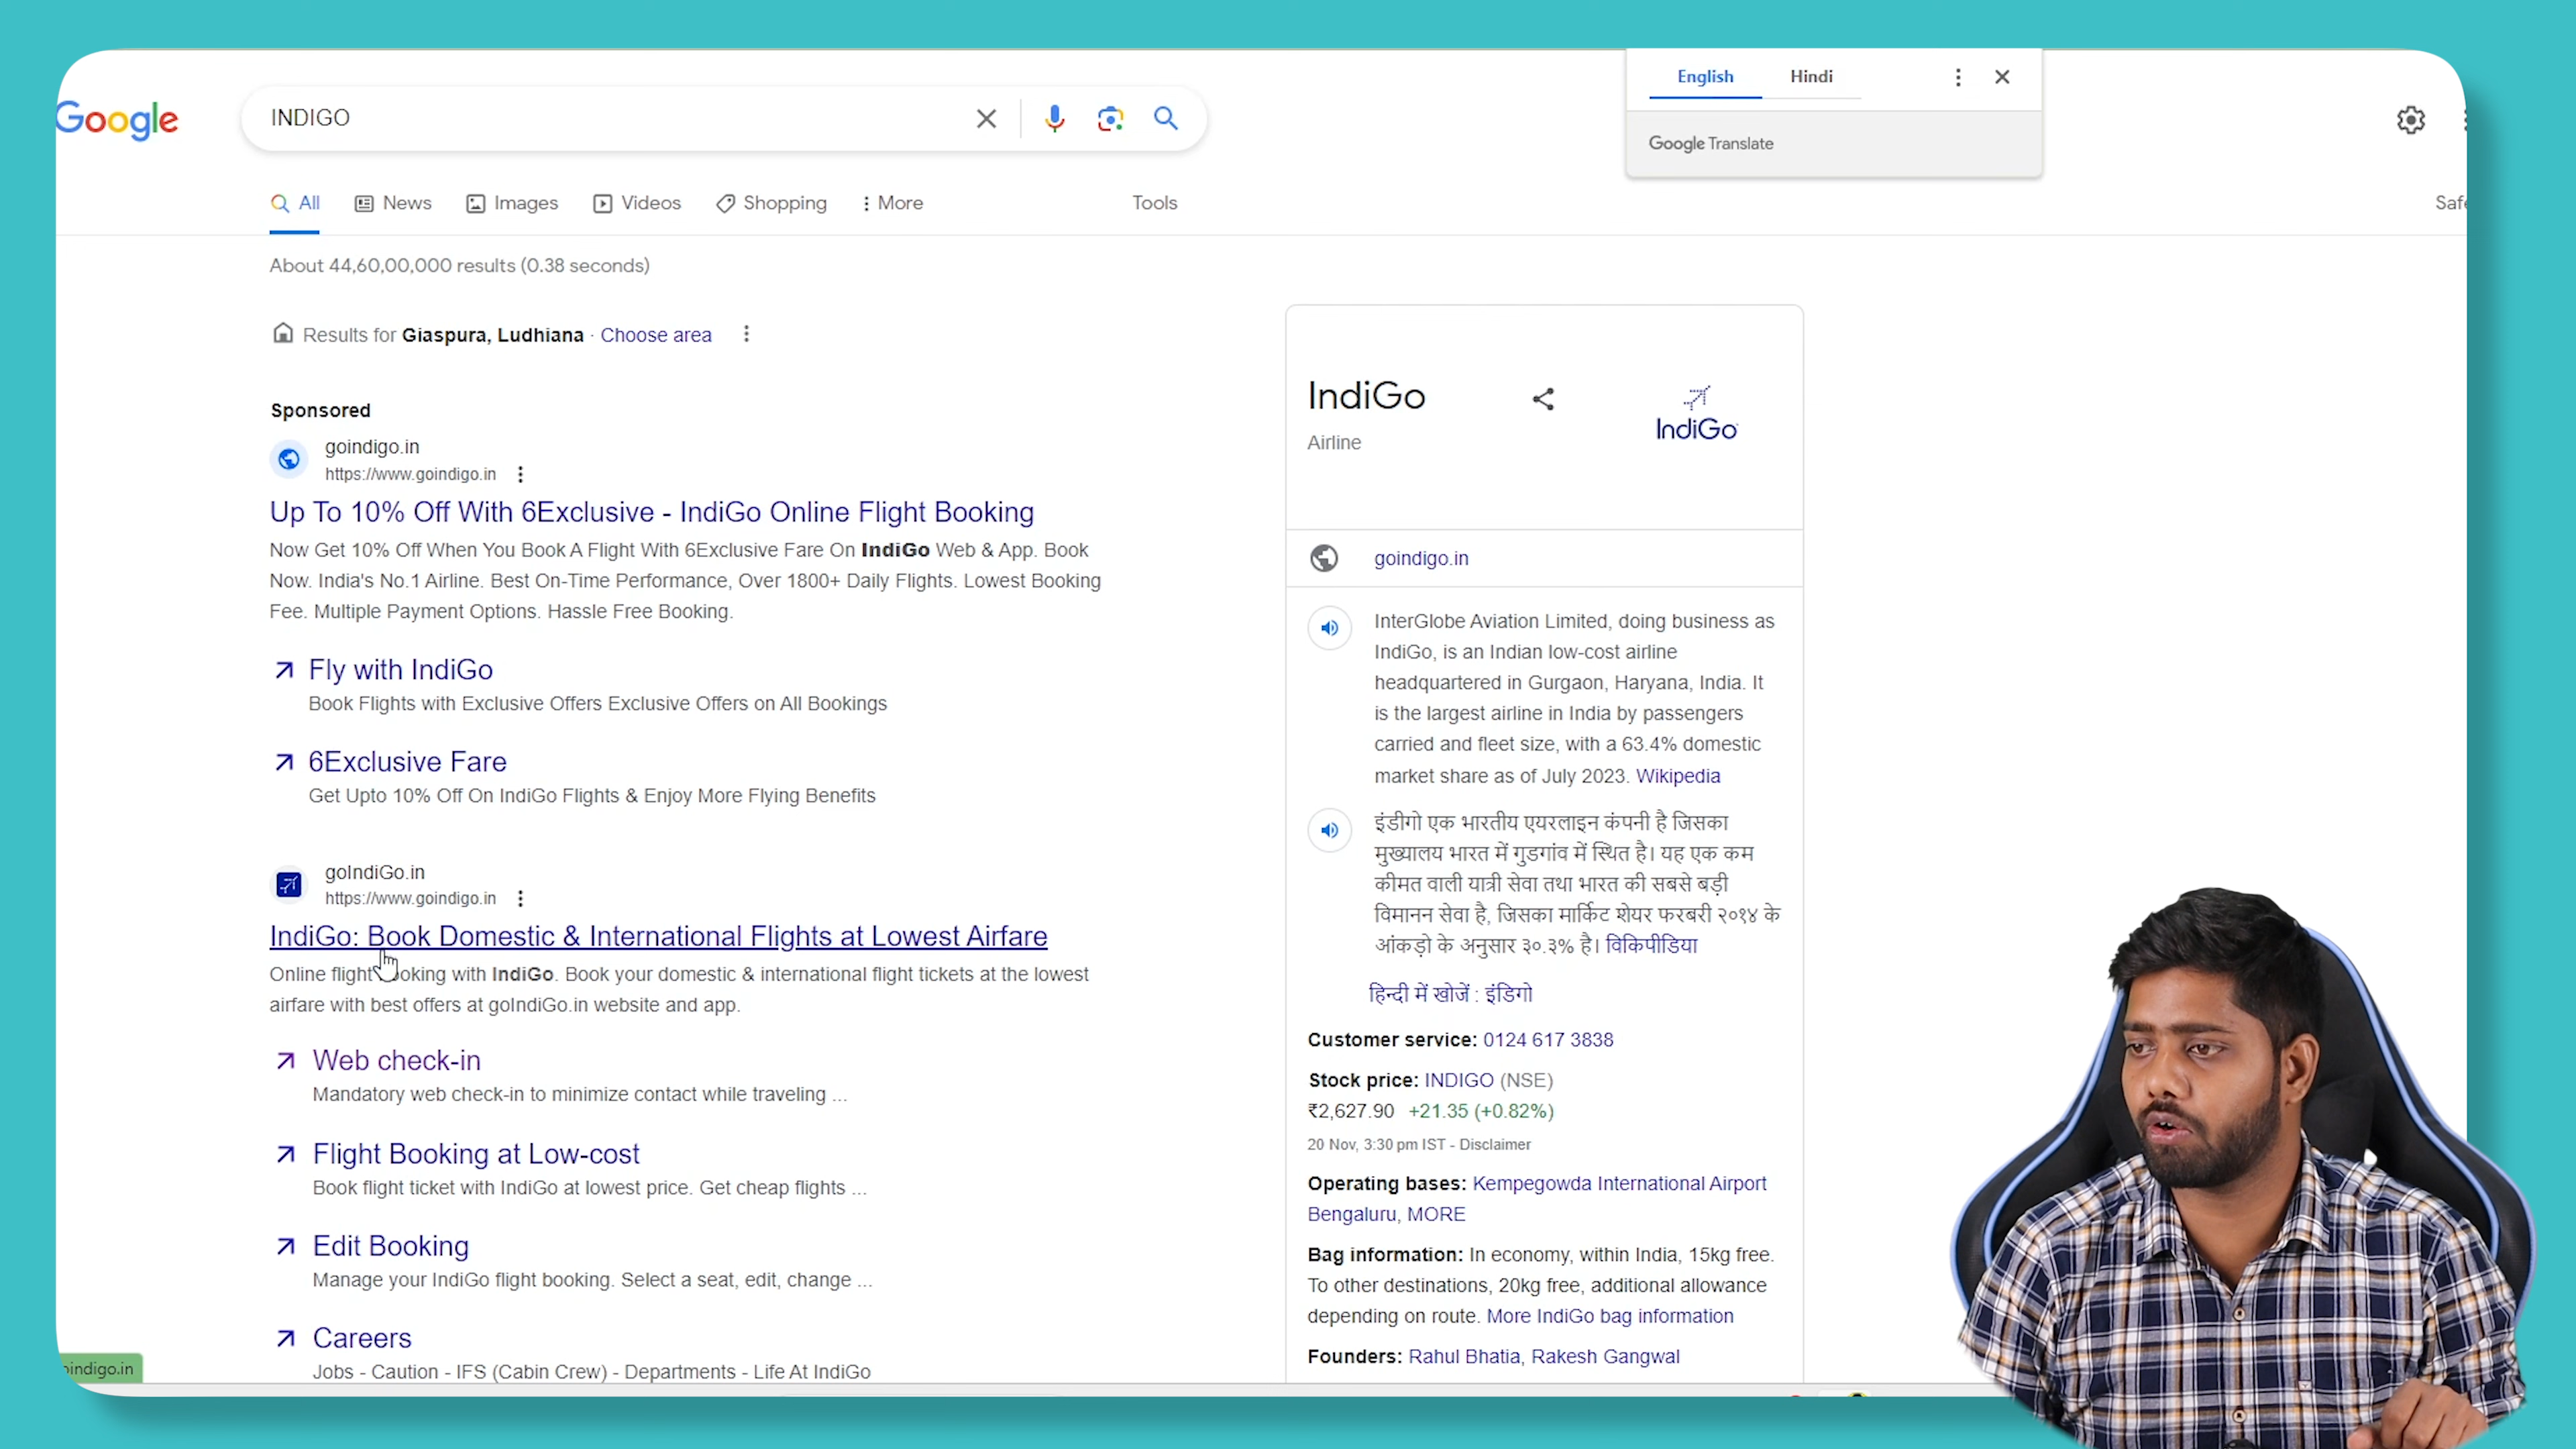 Google
INDIGO
English Hindi
Google Translate
All News Images Videos Shopping More Tools
About 44,60,00,000 results (0.38 seconds)
Results for Giaspura, Ludhiana · Choose area
Sponsored
goindigo.in
https://www.goindigo.in
Up To 10% Off With 6Exclusive - IndiGo Online Flight Booking
Now Get 10% Off When You Book A Flight With 6Exclusive Fare On IndiGo Web & App. Book
Now. India's No.1 Airline. Best On-Time Performance, Over 1800+ Daily Flights. Lowest Booking
Fee. Multiple Payment Options. Hassle Free Booking.
Fly with IndiGo
Book Flights with Exclusive Offers Exclusive Offers on All Bookings
6Exclusive Fare
Get Upto 10% Off On IndiGo Flights & Enjoy More Flying Benefits
goIndiGo.in
https://www.goindigo.in
IndiGo: Book Domestic & International Flights at Lowest Airfare
Online flight booking with IndiGo. Book your domestic & international flight tickets at the lowest
airfare with best offers at goIndiGo.in website and app.
Web check-in
Mandatory web check-in to minimize contact while traveling ...
Flight Booking at Low-cost
Book flight ticket with IndiGo at lowest price. Get cheap flights ...
Edit Booking
Manage your IndiGo flight booking. Select a seat, edit, change ...
Careers
Jobs - Caution - IFS (Cabin Crew) - Departments - Life At IndiGo
IndiGo
Airline
IndiGo
goindigo.in
InterGlobe Aviation Limited, doing business as
IndiGo, is an Indian low-cost airline
headquartered in Gurgaon, Haryana, India. It
is the largest airline in India by passengers
carried and fleet size, with a 63.4% domestic
market share as of July 2023. Wikipedia
इंडीगो एक भारतीय एयरलाइन कंपनी है जिसका
मुख्यालय भारत में गुडगांव में स्थित है। यह एक कम
कीमत वाली यात्री सेवा तथा भारत की सबसे बड़ी
विमानन सेवा है, जिसका मार्किट शेयर फरबरी २०१४ के
आंकड़ो के अनुसार ३०.३% है। विकिपीडिया
हिन्दी में खोजें : इंडिगो
Customer service: 0124 617 3838
Stock price: INDIGO (NSE)
₹2,627.90 +21.35 (+0.82%)
20 Nov, 3:30 pm IST - Disclaimer
Operating bases: Kempegowda International Airport
Bengaluru, MORE
Bag information: In economy, within India, 15kg free.
To other destinations, 20kg free, additional allowance
depending on route. More IndiGo bag information
Founders: Rahul Bhatia, Rakesh Gangwal